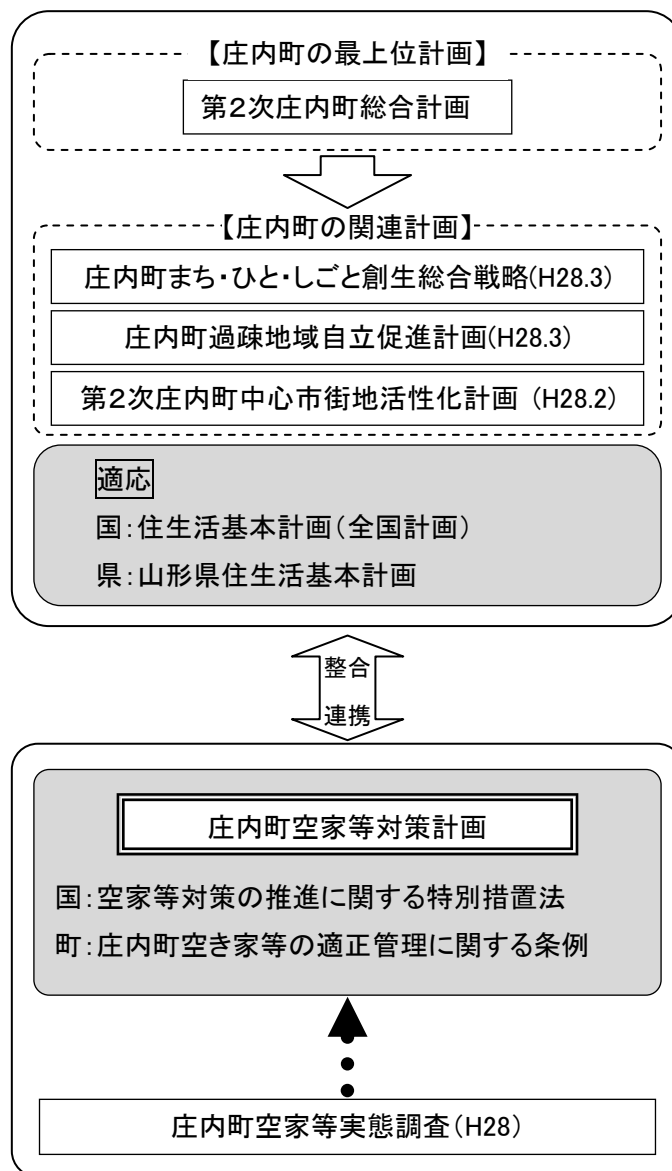 【庄内町の最上位計画】
第２次庄内町総合計画
【庄内町の関連計画】
庄内町まち・ひと・しごと創生総合戦略(H28.3)
庄内町過疎地域自立促進計画(H28.3)
第２次庄内町中心市街地活性化計画 (H28.2)
適応
国：住生活基本計画（全国計画）
県：山形県住生活基本計画
整合
連携
庄内町空家等対策計画
国：空家等対策の推進に関する特別措置法
町：庄内町空き家等の適正管理に関する条例
庄内町空家等実態調査(H28)